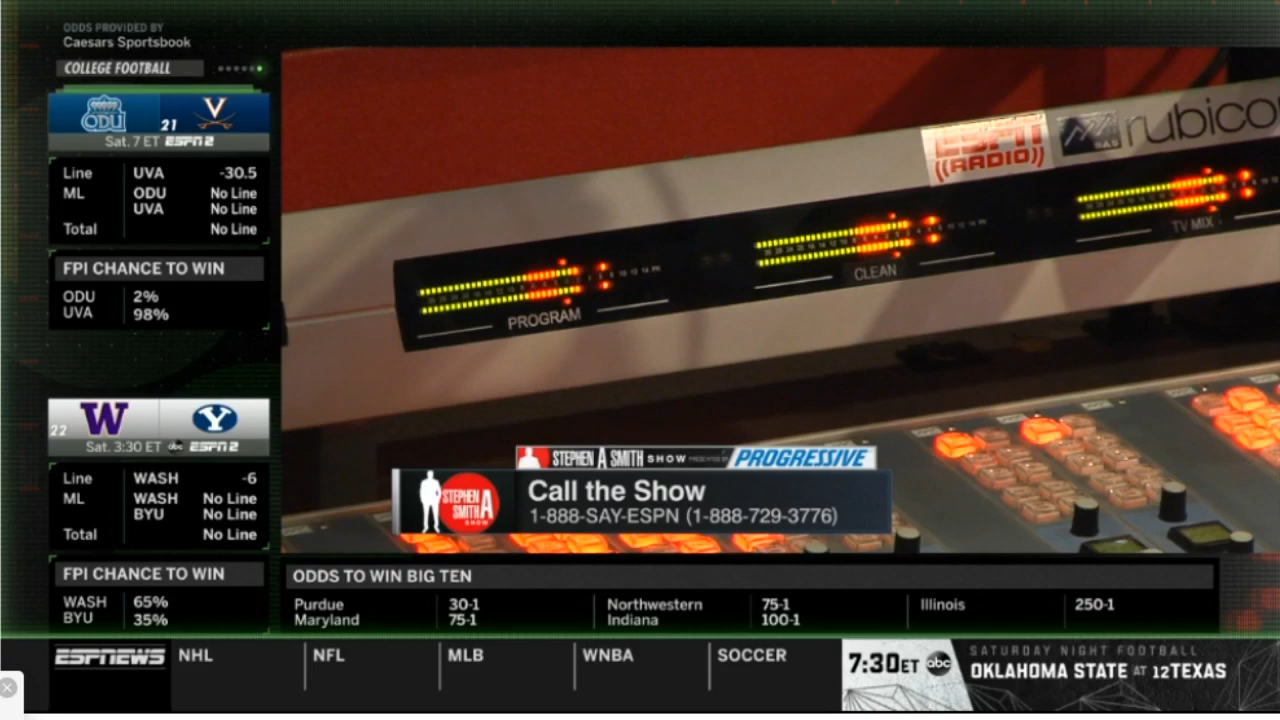 ODDS PROVIDED BY
Caesars Sportsbook
COLLEGE FOOTBALL
ODU 21 V
Sat. 7 ET ESPN2
Line UVA -30.5
ML ODU No Line
UVA No Line
Total No Line
FPI CHANCE TO WIN
ODU 2%
UVA 98%
22 W Y
Sat. 3:30 ET abc ESPN2
Line WASH -6
ML WASH No Line
BYU No Line
Total No Line
FPI CHANCE TO WIN
WASH 65%
BYU 35%
ESPN RADIO
SAS
rubico
PROGRAM
CLEAN
TV MIX
STEPHEN A SMITH SHOW PRESENTED BY PROGRESSIVE
STEPHEN A SMITH SHOW
Call the Show
1-888-SAY-ESPN (1-888-729-3776)
ODDS TO WIN BIG TEN
Purdue 30-1 Northwestern 75-1 Illinois 250-1
Maryland 75-1 Indiana 100-1
ESPNEWS NHL NFL MLB WNBA SOCCER
7:30 ET abc
SATURDAY NIGHT FOOTBALL
OKLAHOMA STATE AT 12 TEXAS